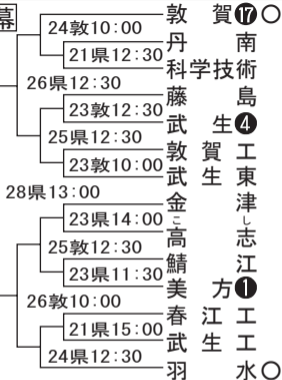 幕
敦賀⓱○
24敦10:00
丹南
21県12:30
科学技術
26県12:30
藤島
23敦12:30
武生❹
25県12:30
敦賀工
23敦10:00
武生東
28県13:00
金津
23県14:00
高志
こし
25敦12:30
鯖江
23県11:30
美方❶
26敦10:00
春江工
21県15:00
武生工
24県12:30
羽水○